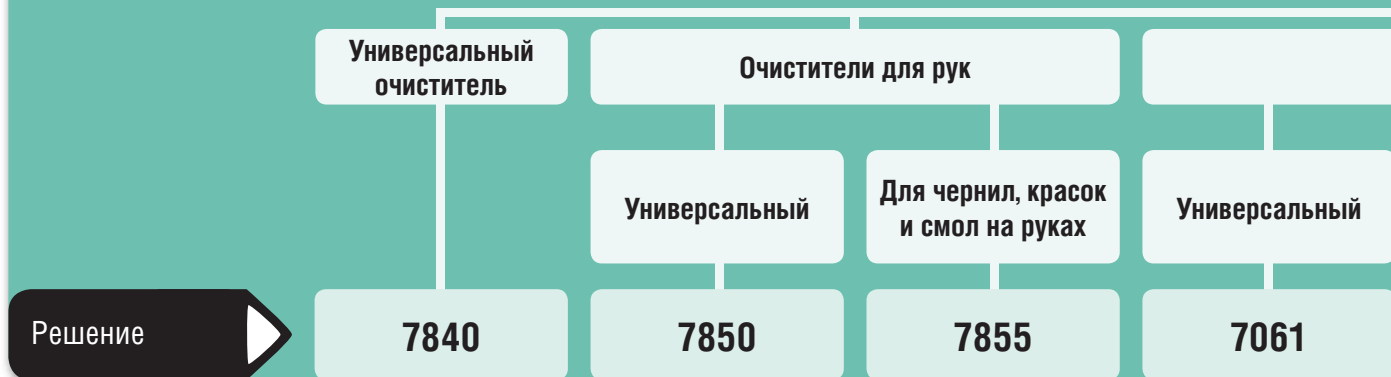 Универсальный
очиститель
Очистители для рук
Универсальный
Для чернил, красок
и смол на руках
Универсальный
Решение
7840
7850
7855
7061